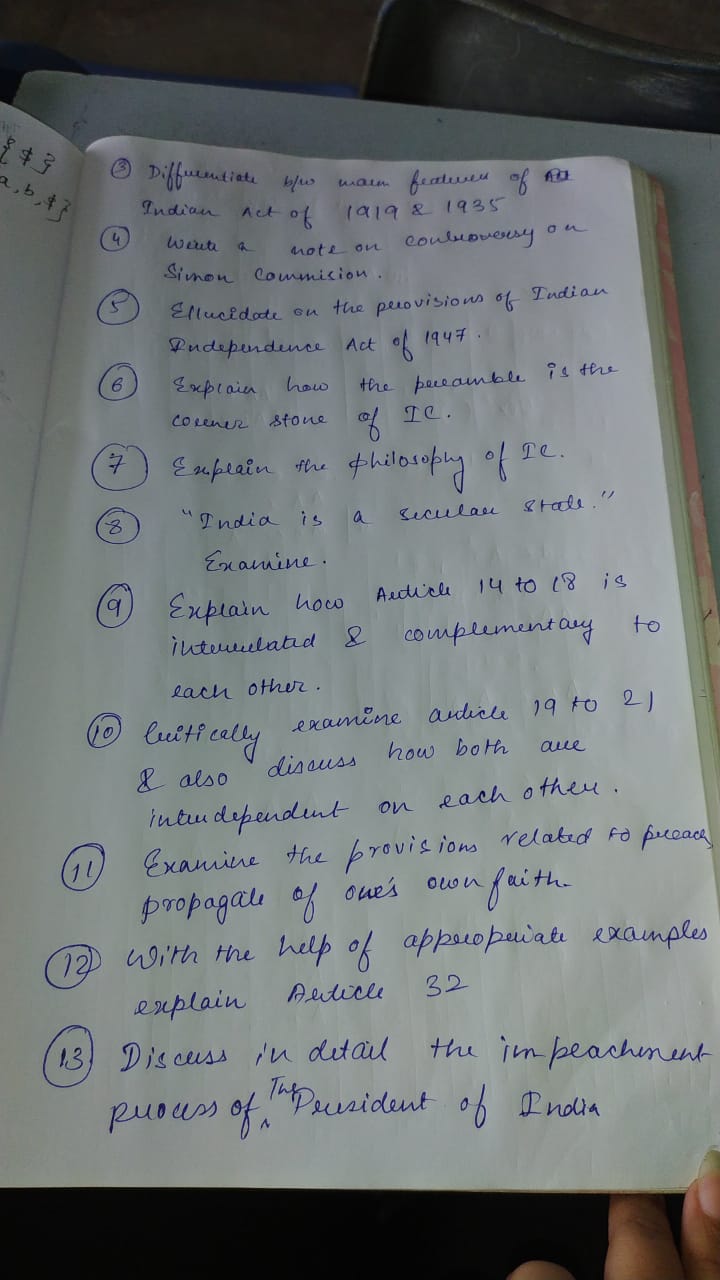 {$}
a, b, $}
③ Differentiate b/w main features of
Indian Act of 1919 & 1935
④ Write a note on controversy on
Simon Commision.
⑤ Ellucidate on the provisions of Indian
Independence Act of 1947.
⑥ Explain how the preamble is the
corner stone of IC.
⑦ Explain the philosophy of IC.
⑧ "India is a secular state."
Examine.
⑨ Explain how Article 14 to 18 is
interrelated & complementary to
each other.
⑩ Critically examine article 19 to 21
& also discuss how both are
interdependent on each other.
⑪ Examine the provisions related to preach,
propagate of one's own faith.
⑫ With the help of appropriate examples
explain Article 32
⑬ Discuss in detail the impeachment
process of The President of India